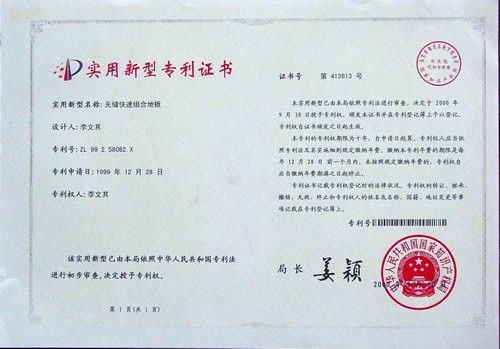 实用新型专利证书
证书号 第 413613 号
实用新型名称: 无缝快速组合地板
设计人: 李文其
专利号: ZL 99 2 58082.X
专利申请日: 1999 年 12 月 28 日
专利权人: 李文其
该实用新型已由本局依照中华人民共和国专利法
进行初步审查,决定授予专利权。
第 1 页(共 1 页)
本实用新型已由本局依照专利法进行审查,决定于 2000 年
9 月 30 日授予专利权,颁发本证书并在专利登记簿上予以登记,
专利权自证书颁发之日起生效。
本专利的专利权期限为十年,自申请日起算。专利权人应当依
照专利法及其实施细则规定缴纳年费。缴纳本专利年费的期限是每
年 12 月 28 日前一个月内。未按照规定缴纳年费的,专利权自
应当缴纳年费期满之日起终止。
专利证书记载专利权登记时的法律状况。专利权的转让、继承、
撤销、无效、终止和专利权人的姓名或名称、国籍、地址变更等事
项记载在专利登记簿上。
专利号
局长 姜颖
中华人民共和国国家知识产权局